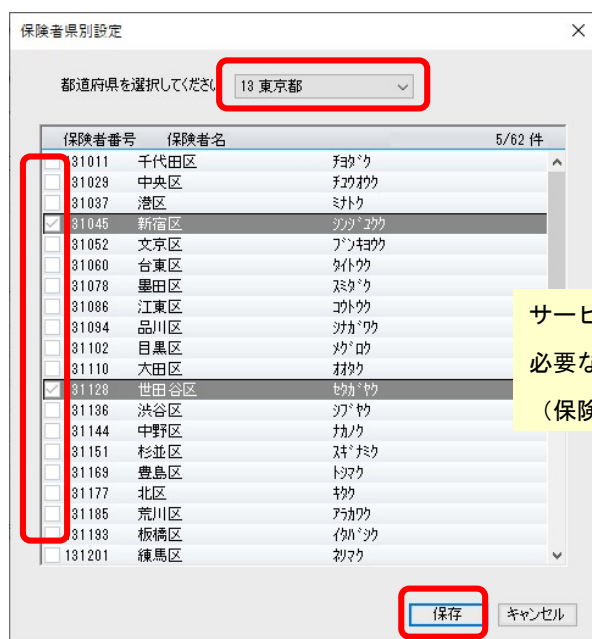 保険者県別設定
都道府県を選択してくださ
13 東京都
保険者番号 保険者名 5/62 件
131011 千代田区 ﾁﾖﾀﾞｸ
31029 中央区 ﾁﾕｳｵｳｸ
31037 港区 ﾐﾅﾄｸ
31045 新宿区 ｼﾝｼﾞﾕｸｸ
31052 文京区 ﾌﾞﾝｷﾖｳｸ
31060 台東区 ﾀｲﾄｳｸ
31078 墨田区 ｽﾐﾀﾞｸ
31086 江東区 ｺｳﾄｳｸ
31094 品川区 ｼﾅｶﾞﾜｸ
31102 目黒区 ﾒｸﾞﾛｸ
31110 大田区 ｵｵﾀｸ
31128 世田谷区 ｾﾀｶﾞﾔｸ
31136 渋谷区 ｼﾌﾞﾔｸ
31144 中野区 ﾅｶﾉｸ
31151 杉並区 ｽｷﾞﾅﾐｸ
31169 豊島区 ﾄｼﾏｸ
31177 北区 ｷﾀｸ
31185 荒川区 ｱﾗｶﾜｸ
31193 板橋区 ｲﾀﾊﾞｼｸ
131201 練馬区 ﾈﾘﾏｸ
サービ
必要な
（保険
保存 キャンセル